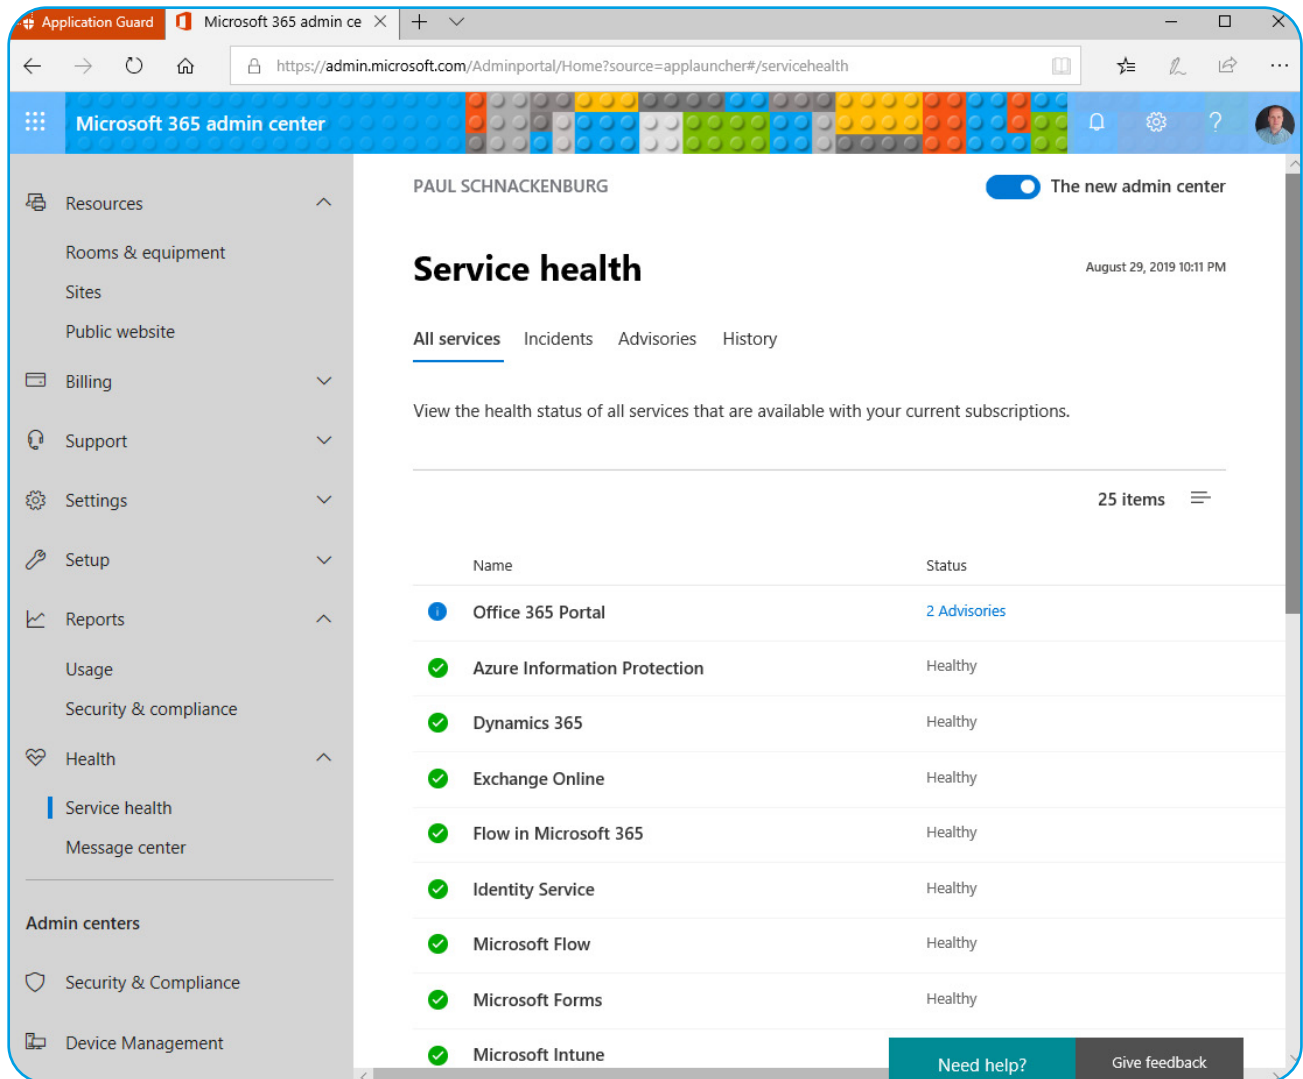 Application Guard
Microsoft 365 admin ce
https://admin.microsoft.com/Adminportal/Home?source=applauncher#/servicehealth
Microsoft 365 admin center
?
Resources
Rooms & equipment
Sites
Public website
Billing
Support
Settings
Setup
Reports
Usage
Security & compliance
Health
Service health
Message center
Admin centers
Security & Compliance
Device Management
PAUL SCHNACKENBURG
The new admin center
Service health
August 29, 2019 10:11 PM
All services Incidents Advisories History
View the health status of all services that are available with your current subscriptions.
25 items
Name Status
Office 365 Portal 2 Advisories
Azure Information Protection Healthy
Dynamics 365 Healthy
Exchange Online Healthy
Flow in Microsoft 365 Healthy
Identity Service Healthy
Microsoft Flow Healthy
Microsoft Forms Healthy
Microsoft Intune
Need help? Give feedback